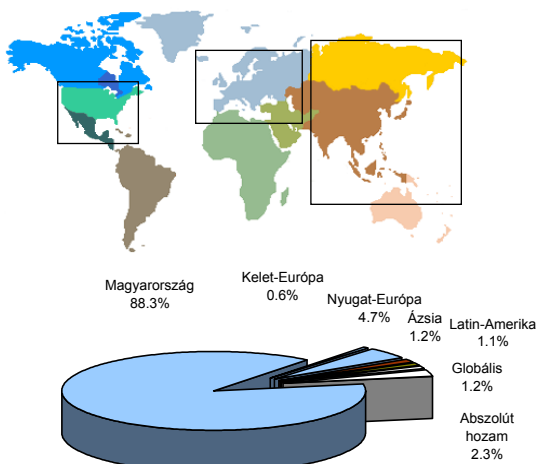 Magyarország
88.3%
Kelet-Európa
0.6%
Nyugat-Európa
4.7%
Ázsia
1.2%
Latin-Amerika
1.1%
Globális
1.2%
Abszolút
hozam
2.3%